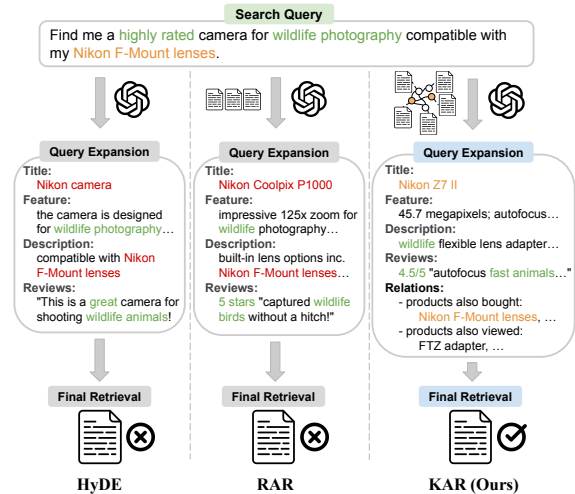 Search Query
Find me a highly rated camera for wildlife photography compatible with
my Nikon F-Mount lenses.
Query Expansion
Title:
Nikon camera
Feature:
the camera is designed
for wildlife photography…
Description:
compatible with Nikon
F-Mount lenses
Reviews:
"This is a great camera for
shooting wildlife animals!
Final Retrieval
HyDE
Query Expansion
Title:
Nikon Coolpix P1000
Feature:
impressive 125x zoom for
wildlife photography…
Description:
built-in lens options inc.
Nikon F-Mount lenses…
Reviews:
5 stars "captured wildlife
birds without a hitch!"
Final Retrieval
RAR
Query Expansion
Title:
Nikon Z7 II
Feature:
45.7 megapixels; autofocus…
Description:
wildlife flexible lens adapter…
Reviews:
4.5/5 "autofocus fast animals…"
Relations:
- products also bought:
Nikon F-Mount lenses, …
- products also viewed:
FTZ adapter, …
Final Retrieval
KAR (Ours)